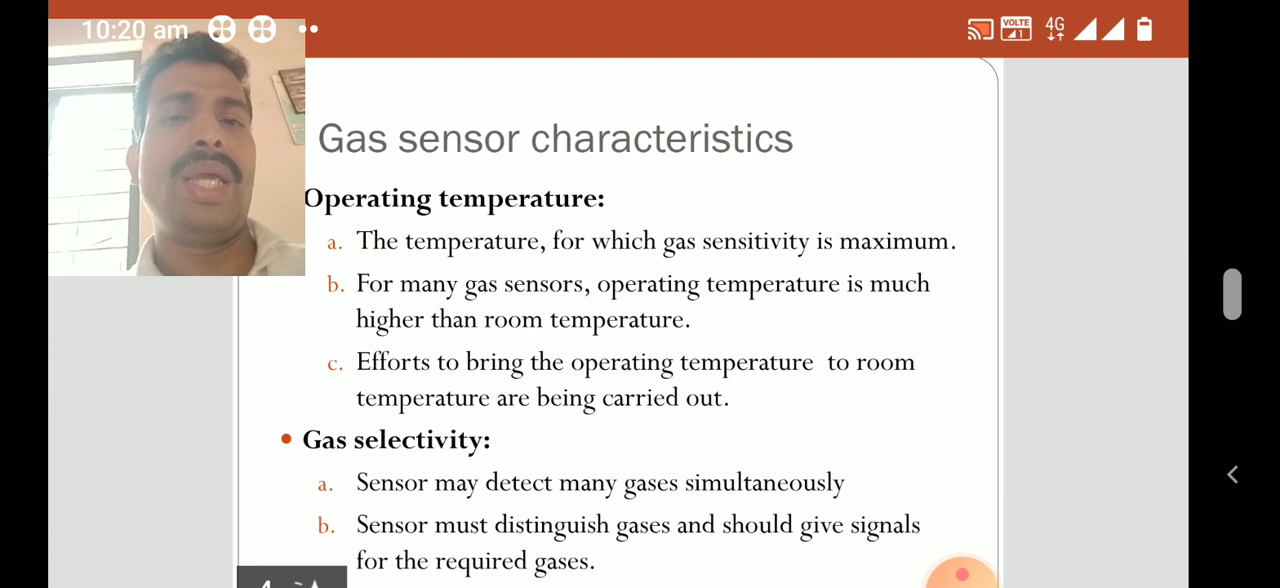 10:20 am
VOLTE
1
4G
Gas sensor characteristics
Operating temperature:
a. The temperature, for which gas sensitivity is maximum.
b. For many gas sensors, operating temperature is much
higher than room temperature.
c. Efforts to bring the operating temperature to room
temperature are being carried out.
• Gas selectivity:
a. Sensor may detect many gases simultaneously
b. Sensor must distinguish gases and should give signals
for the required gases.